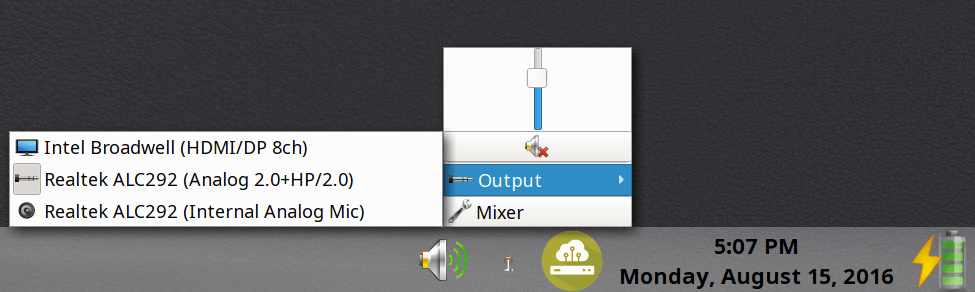 Intel Broadwell (HDMI/DP 8ch)
Realtek ALC292 (Analog 2.0+HP/2.0)
Realtek ALC292 (Internal Analog Mic)
Output
Mixer
5:07 PM
Monday, August 15, 2016